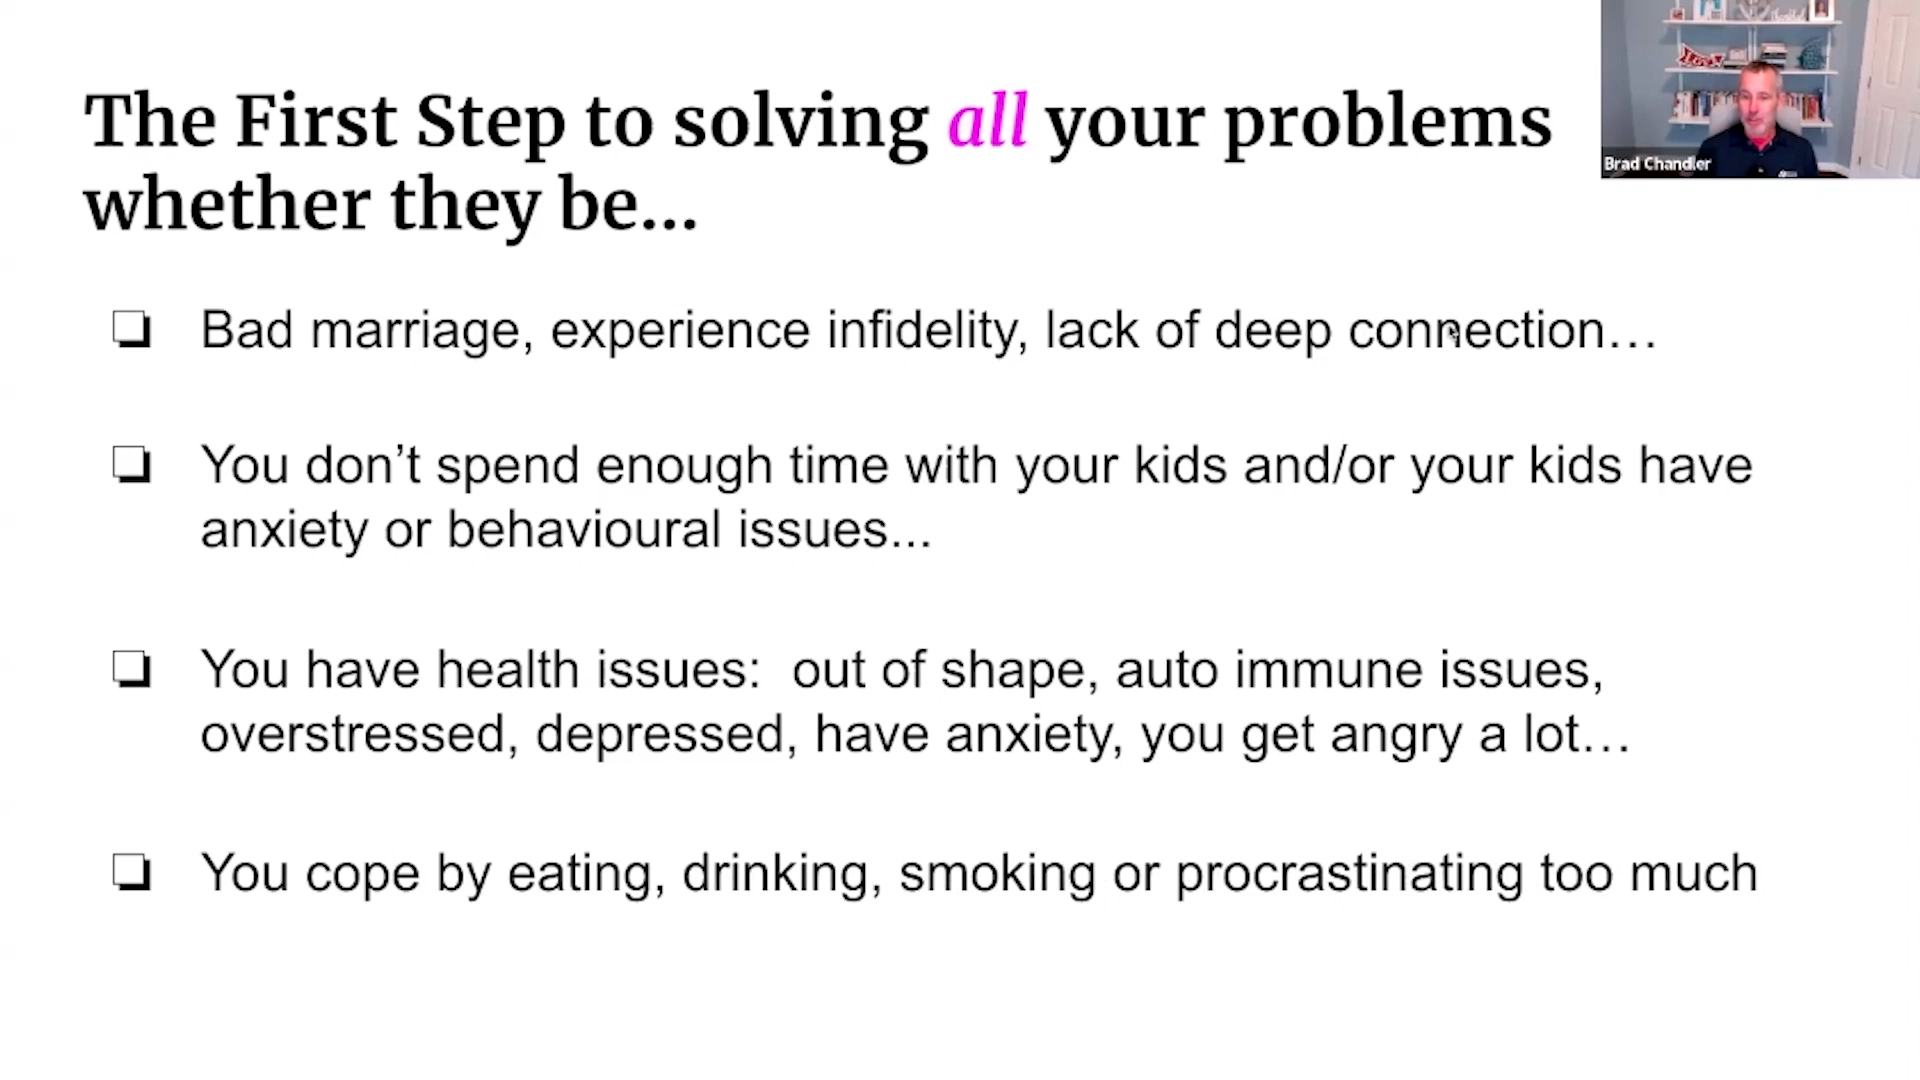 The First Step to solving all your problems
whether they be...
Brad Chandler
Bad marriage, experience infidelity, lack of deep connection…
You don’t spend enough time with your kids and/or your kids have
anxiety or behavioural issues...
You have health issues:  out of shape, auto immune issues,
overstressed, depressed, have anxiety, you get angry a lot…
You cope by eating, drinking, smoking or procrastinating too much